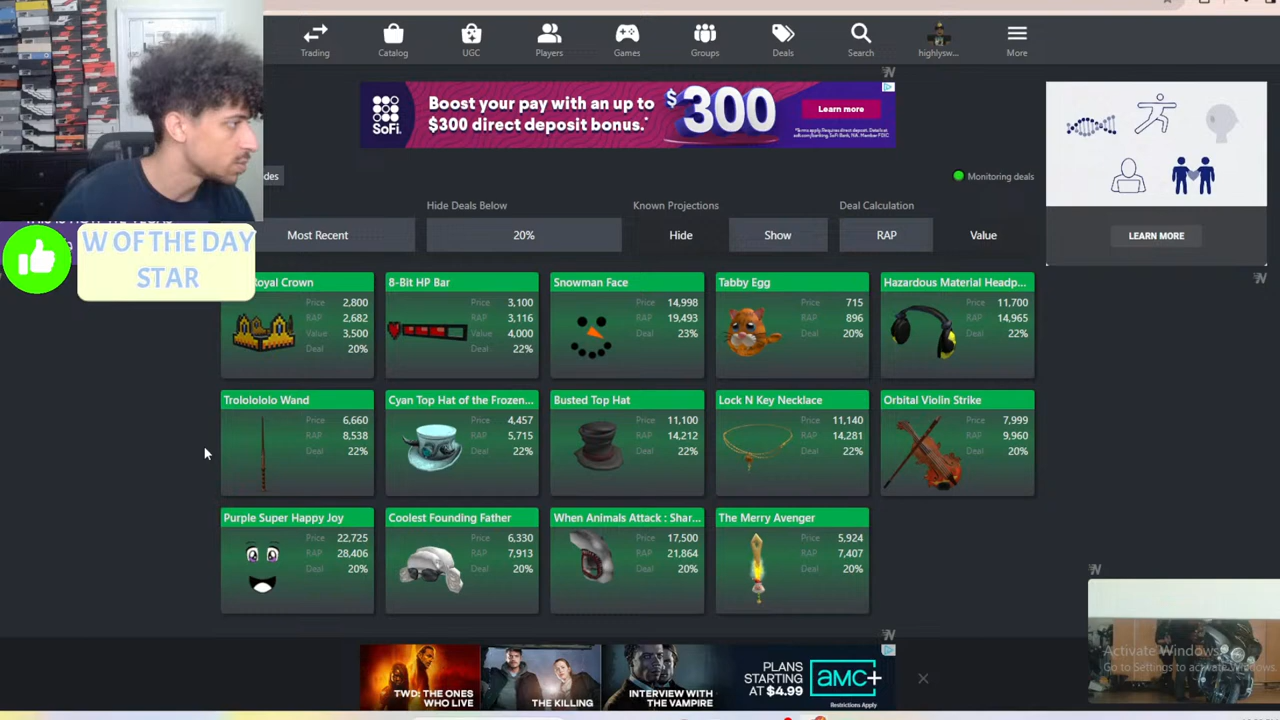 Trading
Catalog
UGC
Players
Games
Groups
Deals
Search
highlysw...
More
SoFi.
Boost your pay with an up to
$300 direct deposit bonus.*
$300
Learn more
LEARN MORE
Monitoring deals
Hide Deals Below
Known Projections
Deal Calculation
Most Recent
20%
Hide
Show
RAP
Value
W OF THE DAY
STAR
Royal Crown
Price 2,800
RAP 2,682
Value 3,500
Deal 20%
8-Bit HP Bar
Price 3,100
RAP 3,116
Value 4,000
Deal 22%
Snowman Face
Price 14,998
RAP 19,493
Deal 23%
Tabby Egg
Price 715
RAP 896
Deal 20%
Hazardous Material Headp...
Price 11,700
RAP 14,965
Deal 22%
Trolololo Wand
Price 6,660
RAP 8,538
Deal 22%
Cyan Top Hat of the Frozen...
Price 4,457
RAP 5,715
Deal 22%
Busted Top Hat
Price 11,100
RAP 14,212
Deal 22%
Lock N Key Necklace
Price 11,140
RAP 14,281
Deal 22%
Orbital Violin Strike
Price 7,999
RAP 9,960
Deal 20%
Purple Super Happy Joy
Price 22,725
RAP 28,406
Deal 20%
Coolest Founding Father
Price 6,330
RAP 7,913
Deal 20%
When Animals Attack : Shar...
Price 17,500
RAP 21,864
Deal 20%
The Merry Avenger
Price 5,924
RAP 7,407
Deal 20%
TWD: THE ONES
WHO LIVE
THE KILLING
INTERVIEW WITH
THE VAMPIRE
PLANS
STARTING
AT $4.99
amc+
Restrictions Apply
Activate Windows
Go to Settings to activate Windows.